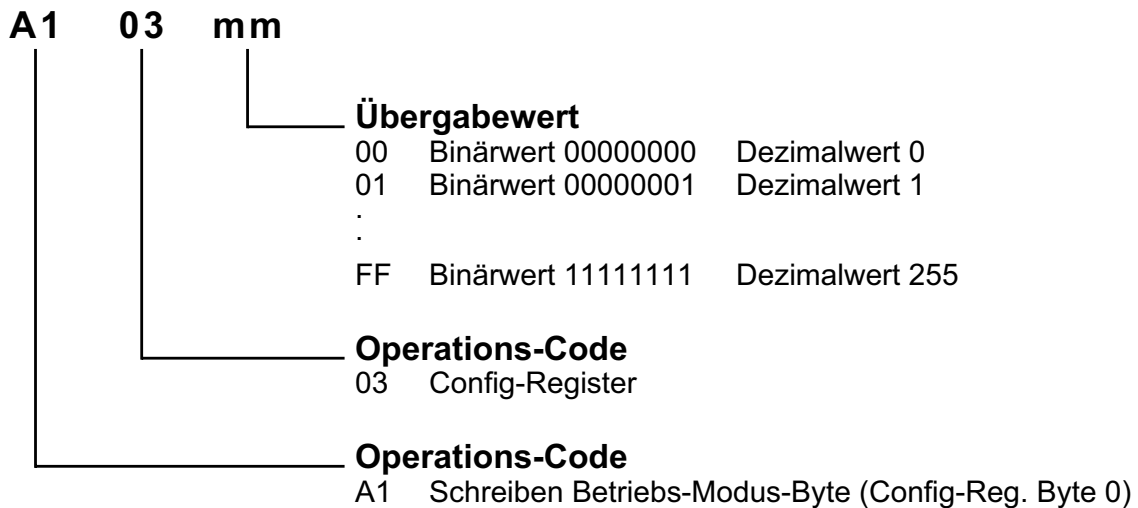 A1 03 mm
Übergabewert
00 Binärwert 00000000 Dezimalwert 0
01 Binärwert 00000001 Dezimalwert 1
.
.
FF Binärwert 11111111 Dezimalwert 255
Operations-Code
03 Config-Register
Operations-Code
A1 Schreiben Betriebs-Modus-Byte (Config-Reg. Byte 0)